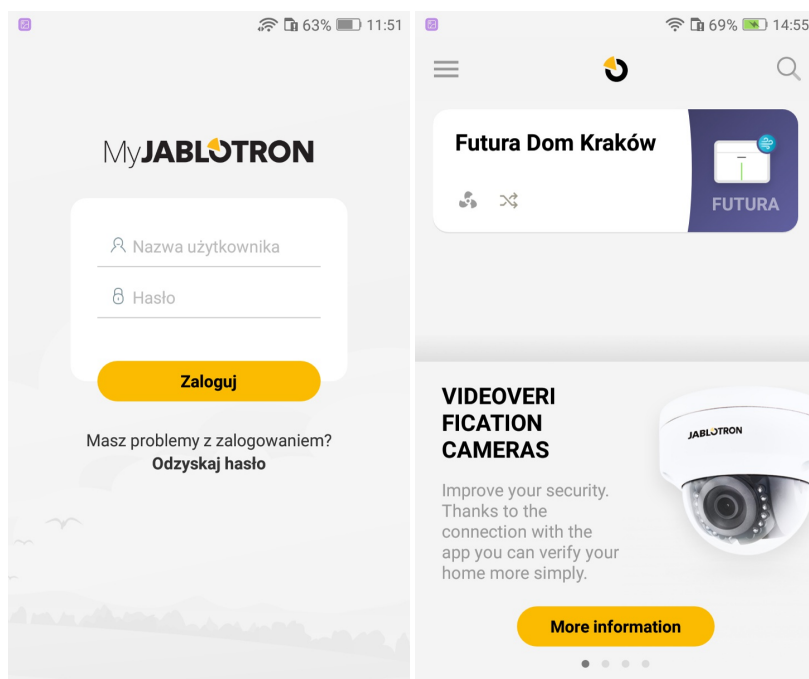 63% 11:51
MyJABLOTRON
Nazwa użytkownika
Hasło
Zaloguj
Masz problemy z zalogowaniem?
Odzyskaj hasło
69% 14:55
Futura Dom Kraków
FUTURA
VIDEOVERI
FICATION
CAMERAS
JABLOTRON
Improve your security.
Thanks to the
connection with the
app you can verify your
home more simply.
More information